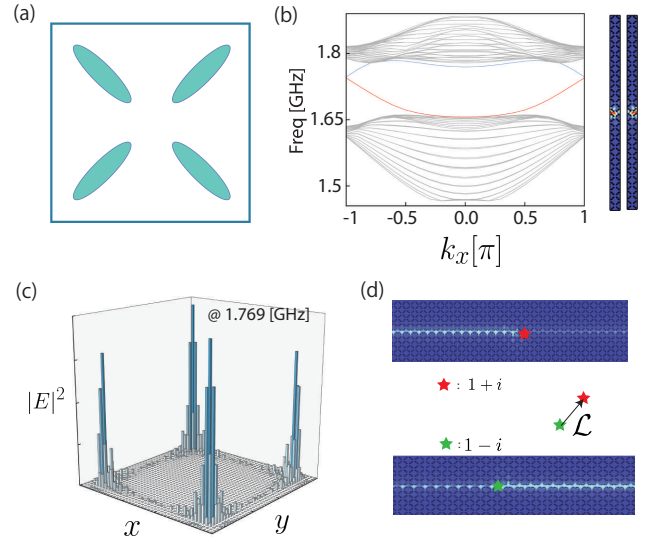 (a)
(b)
Freq [GHz]
1.8
1.65
1.5
-1
-0.5
0.0
0.5
1
k_x[π]
(c)
@ 1.769 [GHz]
|E|²
x
y
(d)
★ : 1 + i
ℒ
★ : 1 − i